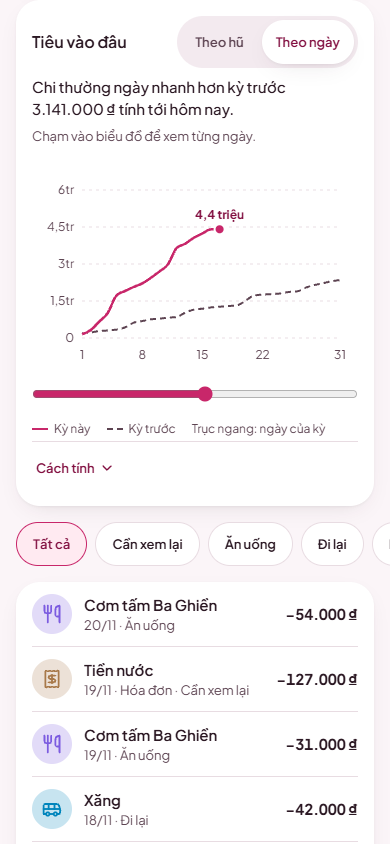 Tiêu vào đâu
Theo hũ
Theo ngày
Chi thường ngày nhanh hơn kỳ trước
3.141.000 ₫ tính tới hôm nay.
Chạm vào biểu đồ để xem từng ngày.
6tr
4,5tr
3tr
1,5tr
0
4,4 triệu
1
8
15
22
31
Kỳ này
Kỳ trước
Trục ngang: ngày của kỳ
Cách tính
Tất cả
Cần xem lại
Ăn uống
Đi lại
Cơm tấm Ba Ghiền
20/11 · Ăn uống
−54.000 ₫
Tiền nước
19/11 · Hóa đơn · Cần xem lại
−127.000 ₫
Cơm tấm Ba Ghiền
19/11 · Ăn uống
−31.000 ₫
Xăng
18/11 · Đi lại
−42.000 ₫